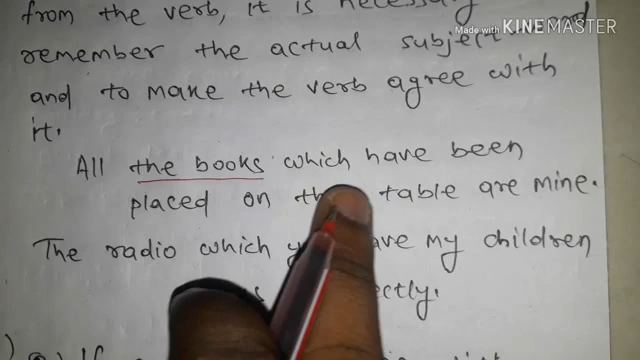 from the verb, it is necessary
Made with KINEMASTER
remember the actual subject and
and to make the verb agree with
it.
All the books which have been
placed on the table are mine.
The radio which my children